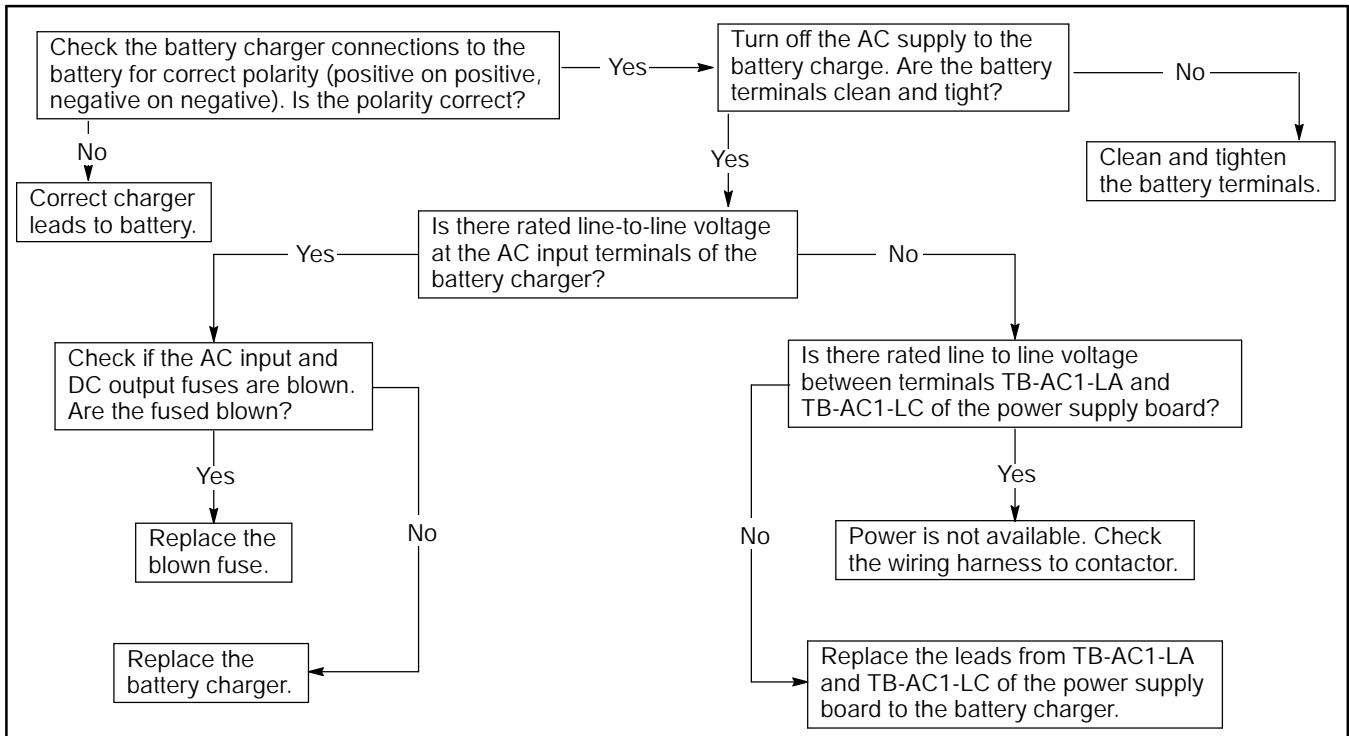 Check the battery charger connections to the
battery for correct polarity (positive on positive,
negative on negative). Is the polarity correct?
Yes
Turn off the AC supply to the
battery charge. Are the battery
terminals clean and tight?
No
No
Yes
Clean and tighten
the battery terminals.
Correct charger
leads to battery.
Is there rated line-to-line voltage
at the AC input terminals of the
battery charger?
Yes
No
Check if the AC input and
DC output fuses are blown.
Are the fused blown?
Is there rated line to line voltage
between terminals TB-AC1-LA and
TB-AC1-LC of the power supply board?
Yes
Yes
No
No
Replace the
blown fuse.
Power is not available. Check
the wiring harness to contactor.
Replace the
battery charger.
Replace the leads from TB-AC1-LA
and TB-AC1-LC of the power supply
board to the battery charger.